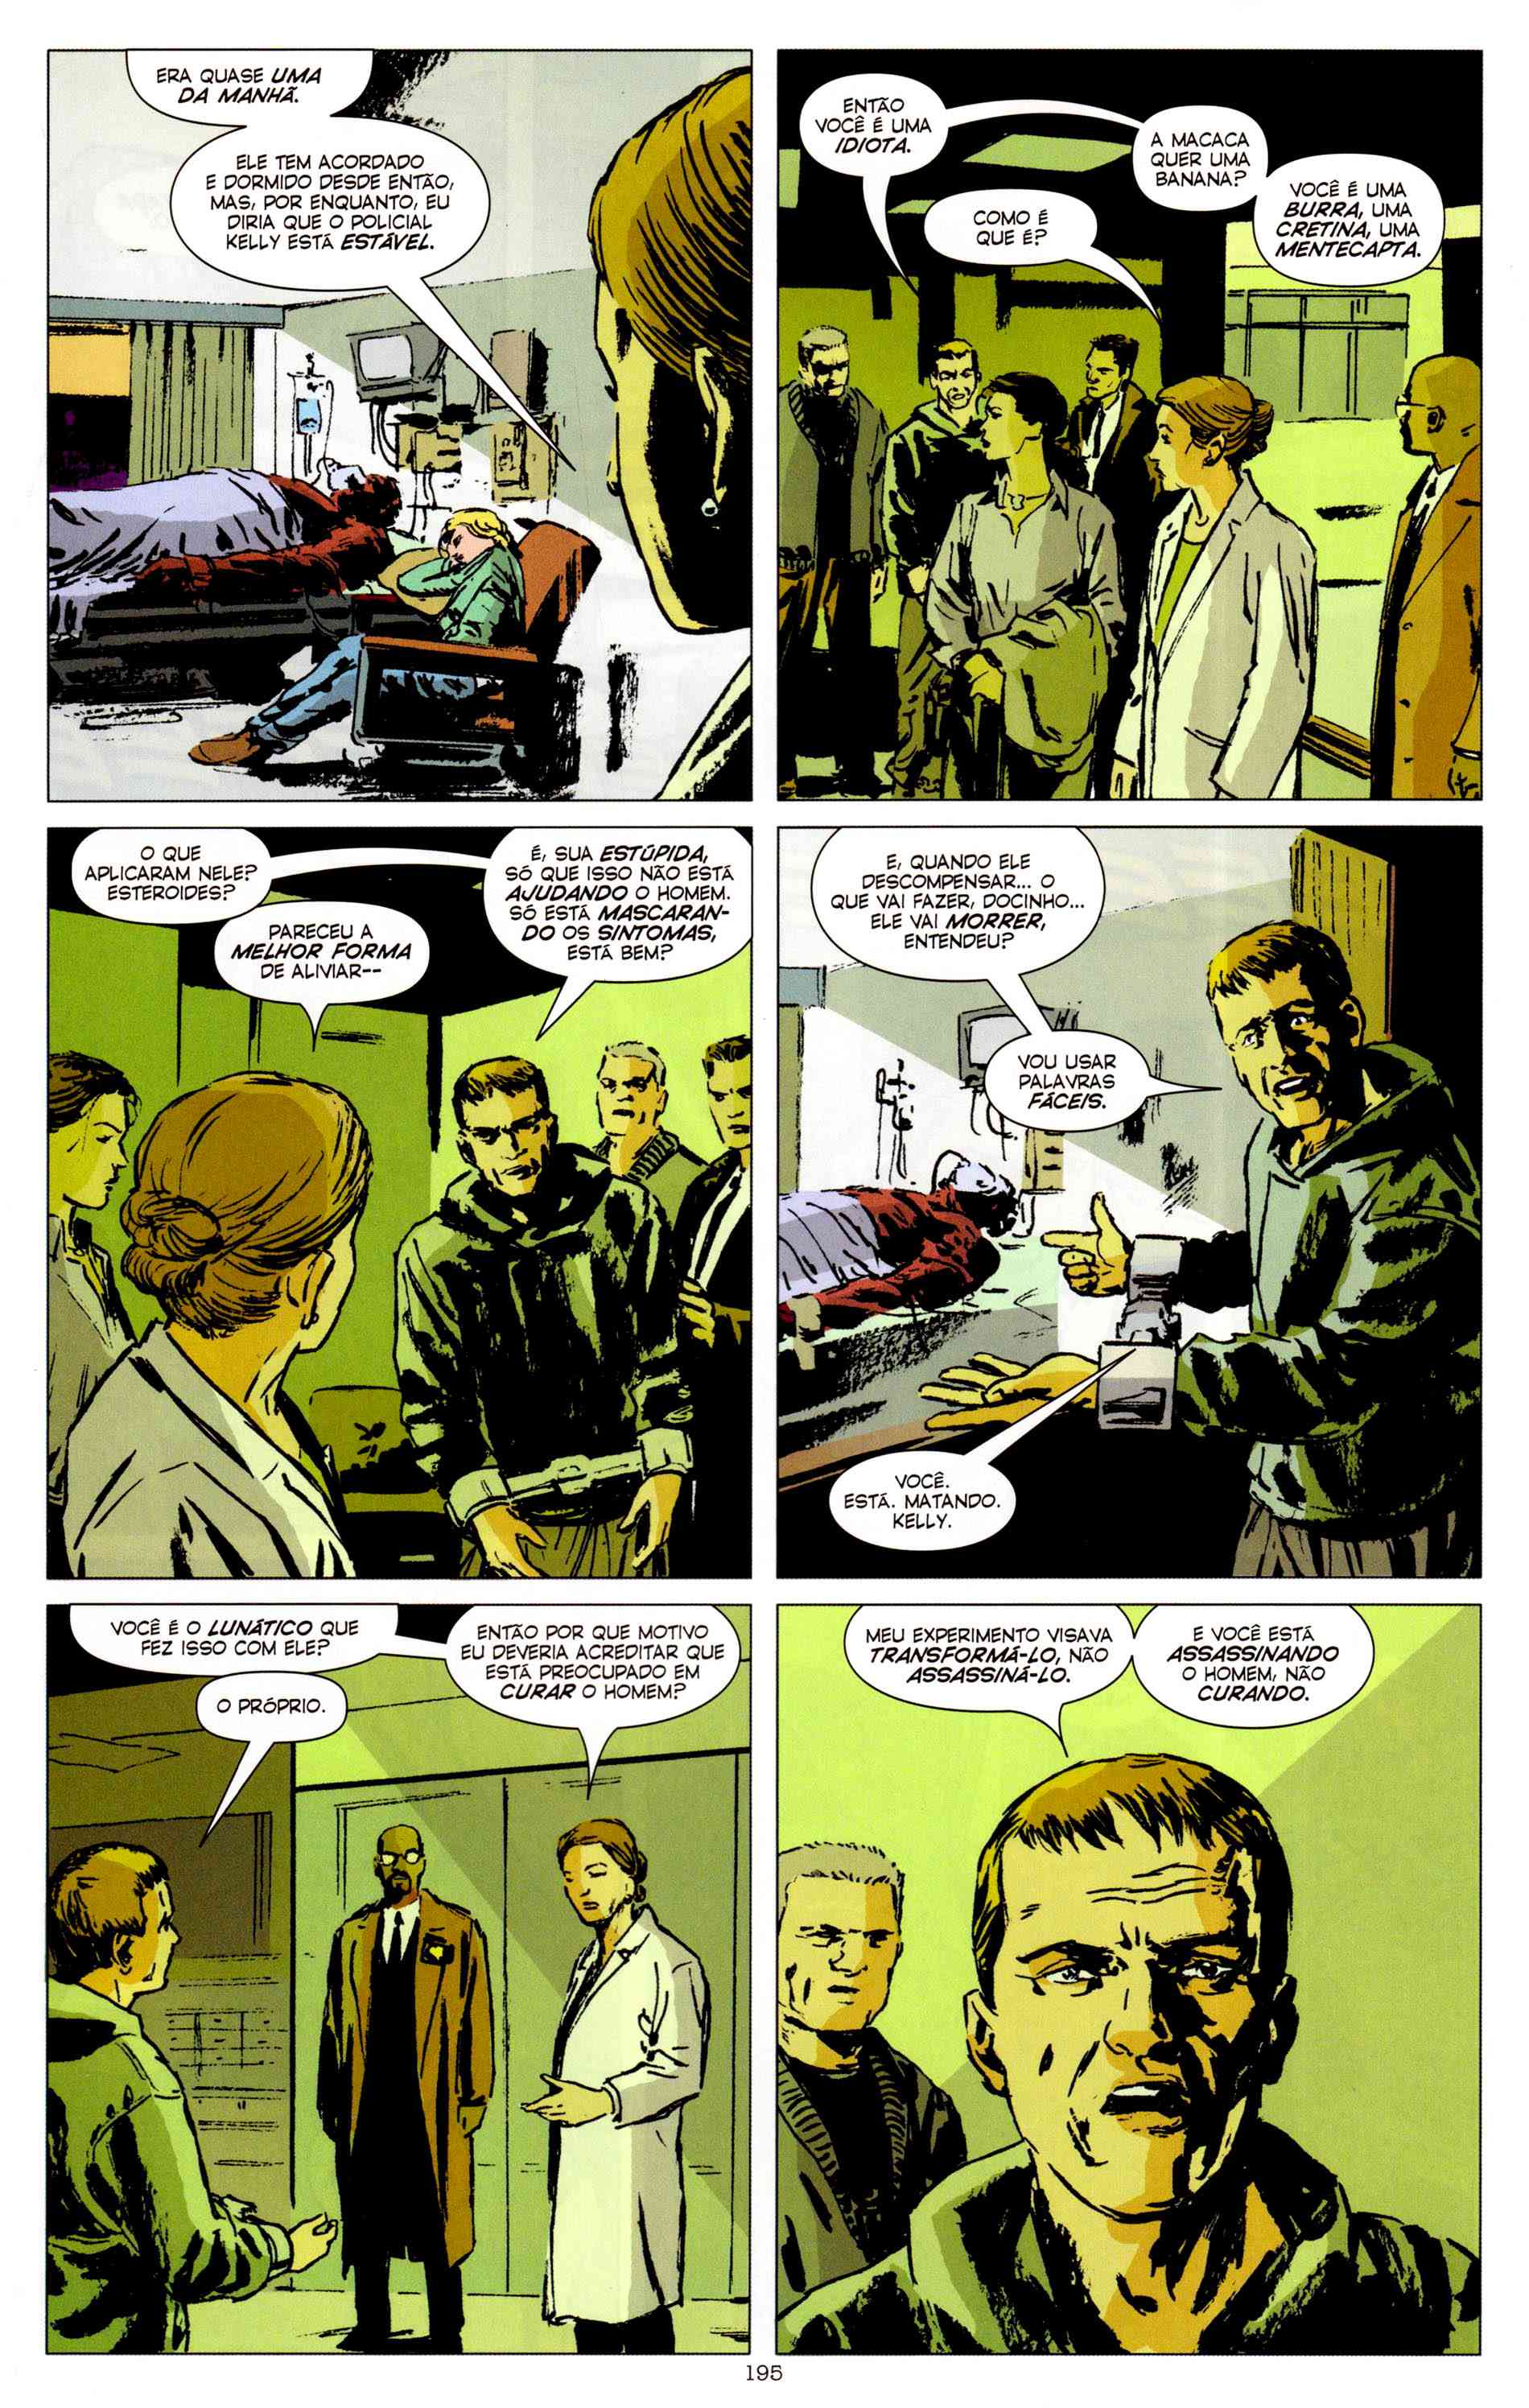 ERA QUASE UMA
DA MANHÃ.
ELE TEM ACORDADO
E DORMIDO DESDE ENTÃO,
MAS, POR ENQUANTO, EU
DIRIA QUE O POLICIAL
KELLY ESTÁ ESTÁVEL.
ENTÃO
VOCÊ É UMA
IDIOTA.
COMO É
QUE É?
A MACACA
QUER UMA
BANANA?
VOCÊ É UMA
BURRA, UMA
CRETINA, UMA
MENTECAPTA.
O QUE
APLICARAM NELE?
ESTEROIDES?
PARECEU A
MELHOR FORMA
DE ALIVIAR--
É, SUA ESTÚPIDA,
SÓ QUE ISSO NÃO ESTÁ
AJUDANDO O HOMEM.
SÓ ESTÁ MASCARAN-
DO OS SINTOMAS,
ESTÁ BEM?
E, QUANDO ELE
DESCOMPENSAR... O
QUE VAI FAZER, DOCINHO...
ELE VAI MORRER,
ENTENDEU?
VOU USAR
PALAVRAS
FÁCEIS.
VOCÊ.
ESTÁ. MATANDO.
KELLY.
VOCÊ É O LUNÁTICO QUE
FEZ ISSO COM ELE?
O PRÓPRIO.
ENTÃO POR QUE MOTIVO
EU DEVERIA ACREDITAR QUE
ESTÁ PREOCUPADO EM
CURAR O HOMEM?
MEU EXPERIMENTO VISAVA
TRANSFORMÁ-LO, NÃO
ASSASSINÁ-LO.
E VOCÊ ESTÁ
ASSASSINANDO
O HOMEM, NÃO
CURANDO.
195